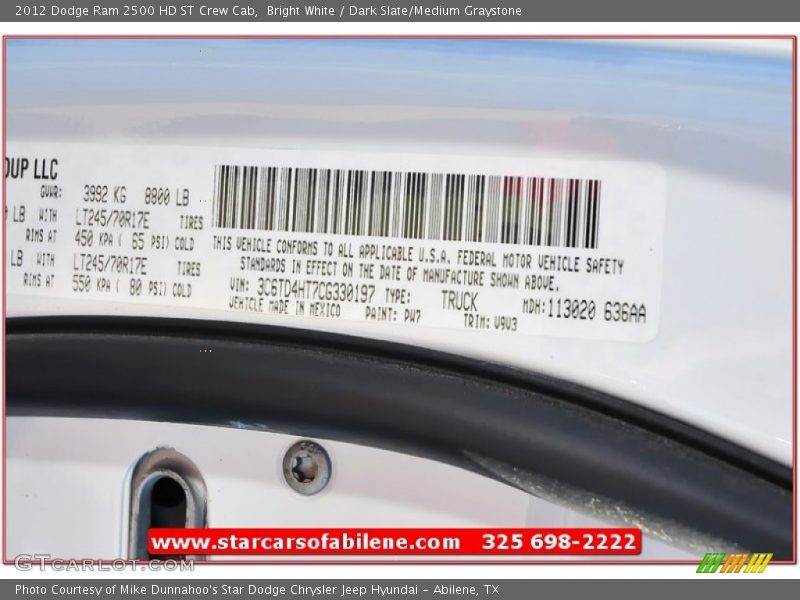 2012 Dodge Ram 2500 HD ST Crew Cab,  Bright White / Dark Slate/Medium Graystone
OUP LLC
GVWR: 3992 KG 8800 LB
LB WITH LT245/70R17E TIRES
RIMS AT 450 KPA ( 65 PSI) COLD
LB WITH LT245/70R17E TIRES
RIMS AT 550 KPA ( 80 PSI) COLD
THIS VEHICLE CONFORMS TO ALL APPLICABLE U.S.A. FEDERAL MOTOR VEHICLE SAFETY
STANDARDS IN EFFECT ON THE DATE OF MANUFACTURE SHOWN ABOVE.
VIN: 3C6TD4HT7CG330197 TYPE: TRUCK MDH: 113020 636AA
VEHICLE MADE IN MEXICO PAINT: PW7 TRIM: V9V3
www.starcarsofabilene.com 325 698-2222
GTcarlot.com
Photo Courtesy of Mike Dunnahoo's Star Dodge Chrysler Jeep Hyundai – Abilene, TX